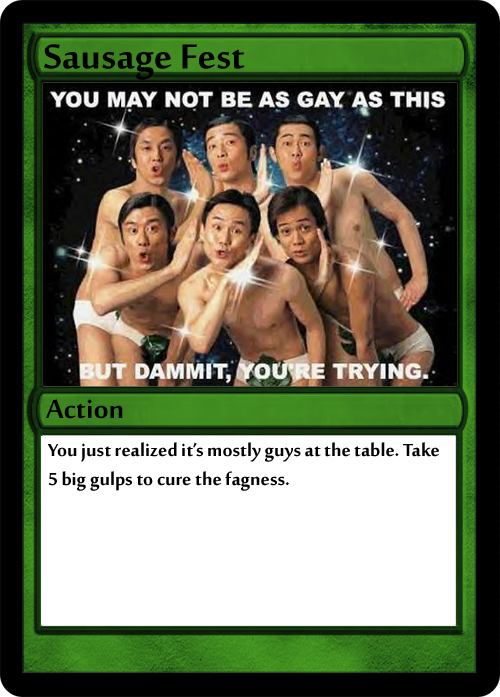 Sausage Fest
YOU MAY NOT BE AS GAY AS THIS
BUT DAMMIT, YOU'RE TRYING.
Action
You just realized it's mostly guys at the table. Take
5 big gulps to cure the fagness.